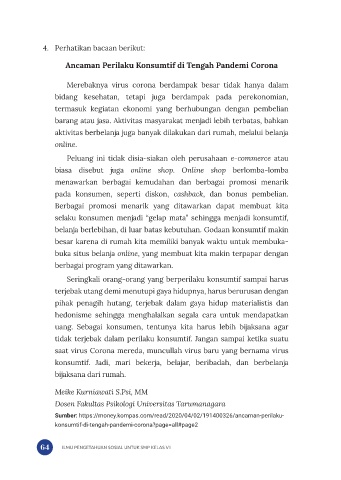 4. Perhatikan bacaan berikut:
Ancaman Perilaku Konsumtif di Tengah Pandemi Corona
Merebaknya virus corona berdampak besar tidak hanya dalam
bidang kesehatan, tetapi juga berdampak pada perekonomian,
termasuk kegiatan ekonomi yang berhubungan dengan pembelian
barang atau jasa. Aktivitas masyarakat menjadi lebih terbatas, bahkan
aktivitas berbelanja juga banyak dilakukan dari rumah, melalui belanja
online.
Peluang ini tidak disia-siakan oleh perusahaan e-commerce atau
biasa disebut juga online shop. Online shop berlomba-lomba
menawarkan berbagai kemudahan dan berbagai promosi menarik
pada konsumen, seperti diskon, cashback, dan bonus pembelian.
Berbagai promosi menarik yang ditawarkan dapat membuat kita
selaku konsumen menjadi “gelap mata” sehingga menjadi konsumtif,
belanja berlebihan, di luar batas kebutuhan. Godaan konsumtif makin
besar karena di rumah kita memiliki banyak waktu untuk membuka-
buka situs belanja online, yang membuat kita makin terpapar dengan
berbagai program yang ditawarkan.
Seringkali orang-orang yang berperilaku konsumtif sampai harus
terjebak utang demi menutupi gaya hidupnya, harus berurusan dengan
pihak penagih hutang, terjebak dalam gaya hidup materialistis dan
hedonisme sehingga menghalalkan segala cara untuk mendapatkan
uang. Sebagai konsumen, tentunya kita harus lebih bijaksana agar
tidak terjebak dalam perilaku konsumtif. Jangan sampai ketika suatu
saat virus Corona mereda, muncullah virus baru yang bernama virus
konsumtif. Jadi, mari bekerja, belajar, beribadah, dan berbelanja
bijaksana dari rumah.
Meike Kurniawati S.Psi, MM
Dosen Fakultas Psikologi Universitas Tarumanagara
Sumber: https://money.kompas.com/read/2020/04/02/191400326/ancaman-perilaku-
konsumtif-di-tengah-pandemi-corona?page=all#page2
64 ILMU PENGETAHUAN SOSIAL UNTUK SMP KELAS VII